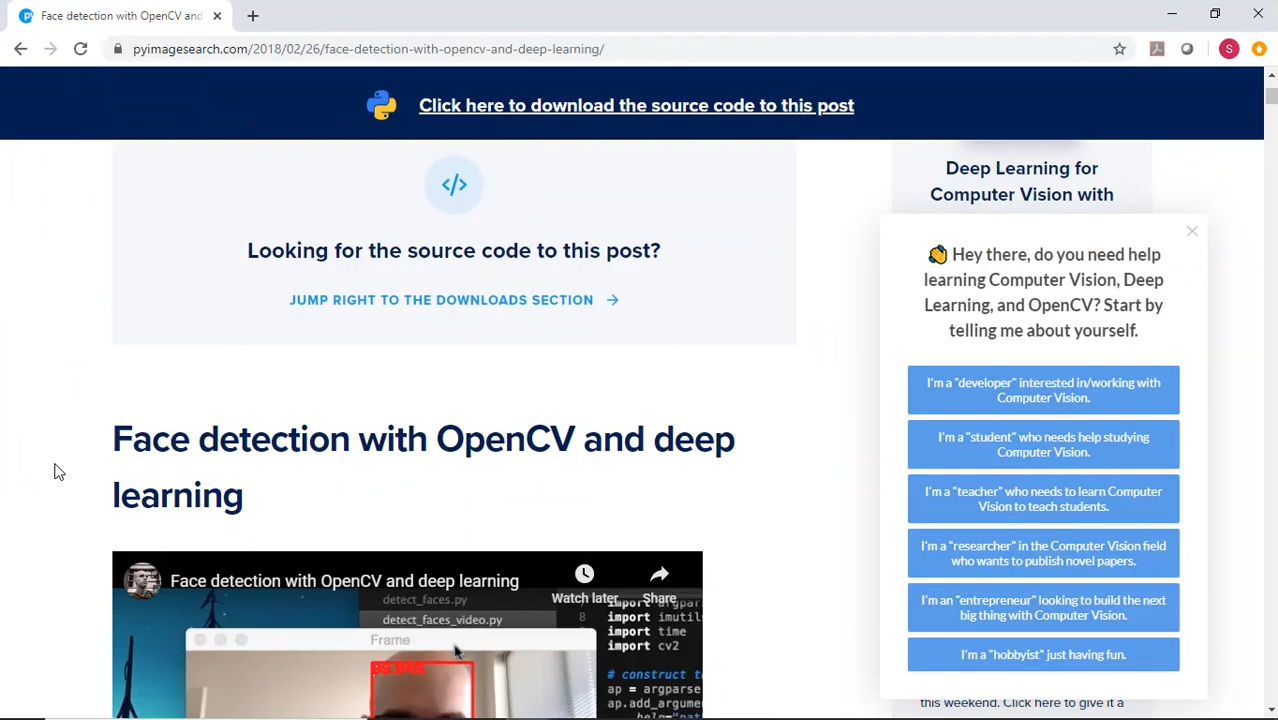 Face detection with OpenCV and
pyimagesearch.com/2018/02/26/face-detection-with-opencv-and-deep-learning/
S
Click here to download the source code to this post
</>
Looking for the source code to this post?
JUMP RIGHT TO THE DOWNLOADS SECTION
Face detection with OpenCV and deep
learning
Face detection with OpenCV and deep learning
Watch later
Share
detect_faces.py
detect_faces_video.py
Frame
import argparse
import imutils
import time
import cv2
# construct th
ap = argparse
ap.add_argume
Deep Learning for
Computer Vision with
👋 Hey there, do you need help
learning Computer Vision, Deep
Learning, and OpenCV? Start by
telling me about yourself.
I'm a "developer" interested in/working with
Computer Vision.
I'm a "student" who needs help studying
Computer Vision.
I'm a "teacher" who needs to learn Computer
Vision to teach students.
I'm a "researcher" in the Computer Vision field
who wants to publish novel papers.
I'm an "entrepreneur" looking to build the next
big thing with Computer Vision.
I'm a "hobbyist" just having fun.
this weekend. Click here to give it a